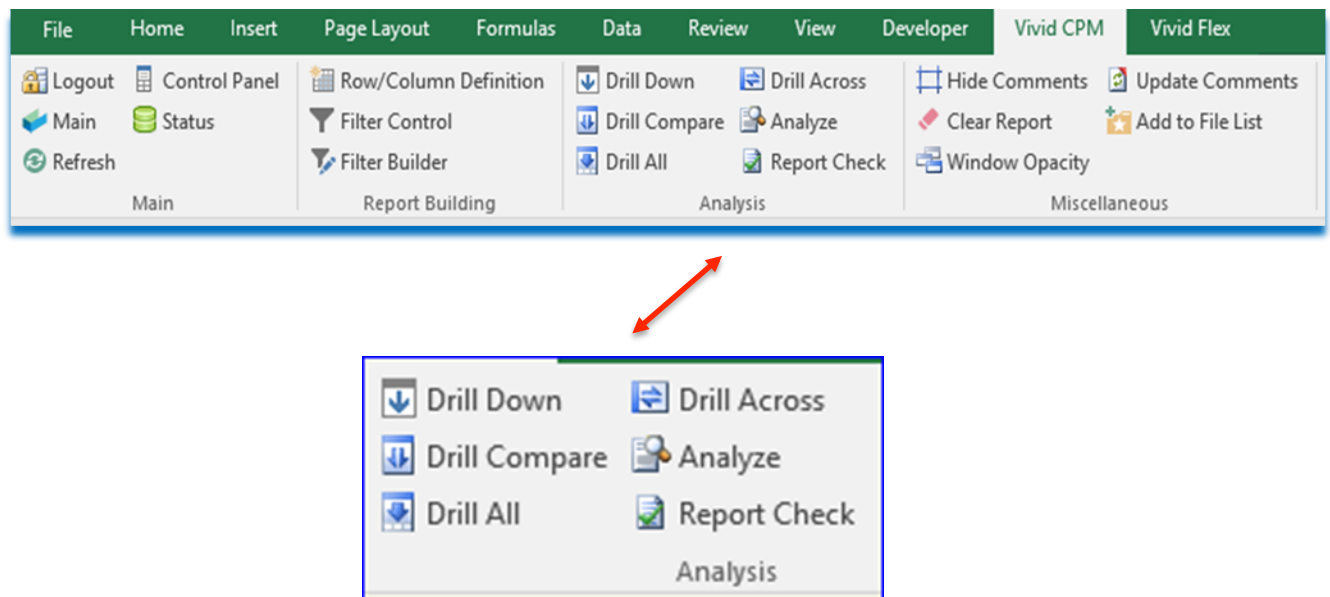 File Home Insert Page Layout Formulas Data Review View Developer Vivid CPM Vivid Flex
Logout Control Panel Row/Column Definition Drill Down Drill Across Hide Comments Update Comments
Main Status Filter Control Drill Compare Analyze Clear Report Add to File List
Refresh Filter Builder Drill All Report Check Window Opacity
Main Report Building Analysis Miscellaneous
Drill Down Drill Across
Drill Compare Analyze
Drill All Report Check
Analysis